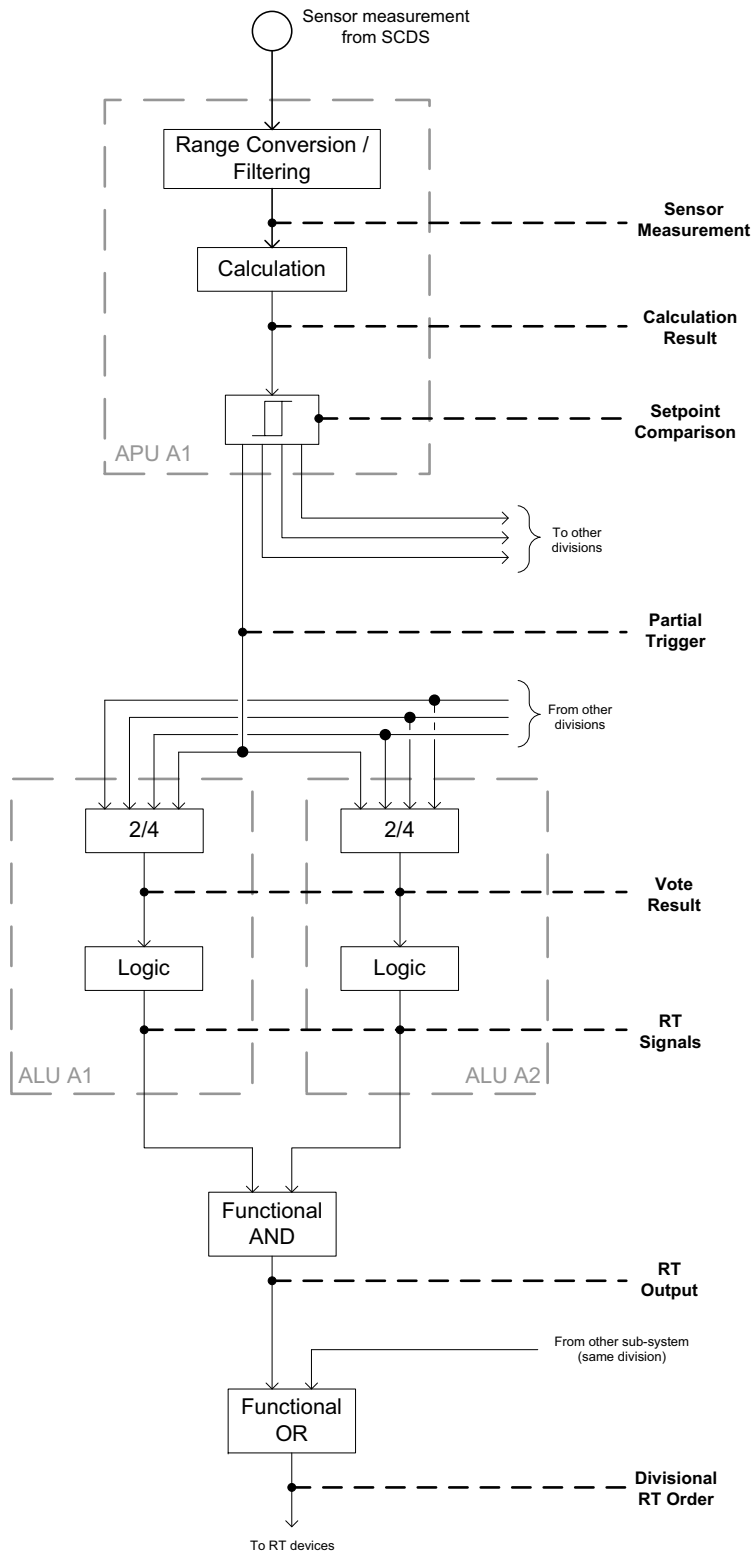 Sensor measurement
from SCDS
Range Conversion /
Filtering
Sensor
Measurement
Calculation
Calculation
Result
Setpoint
Comparison
APU A1
To other
divisions
Partial
Trigger
From other
divisions
2/4
2/4
Vote
Result
Logic
Logic
RT
Signals
ALU A1
ALU A2
Functional
AND
RT
Output
From other sub-system
(same division)
Functional
OR
Divisional
RT Order
To RT devices